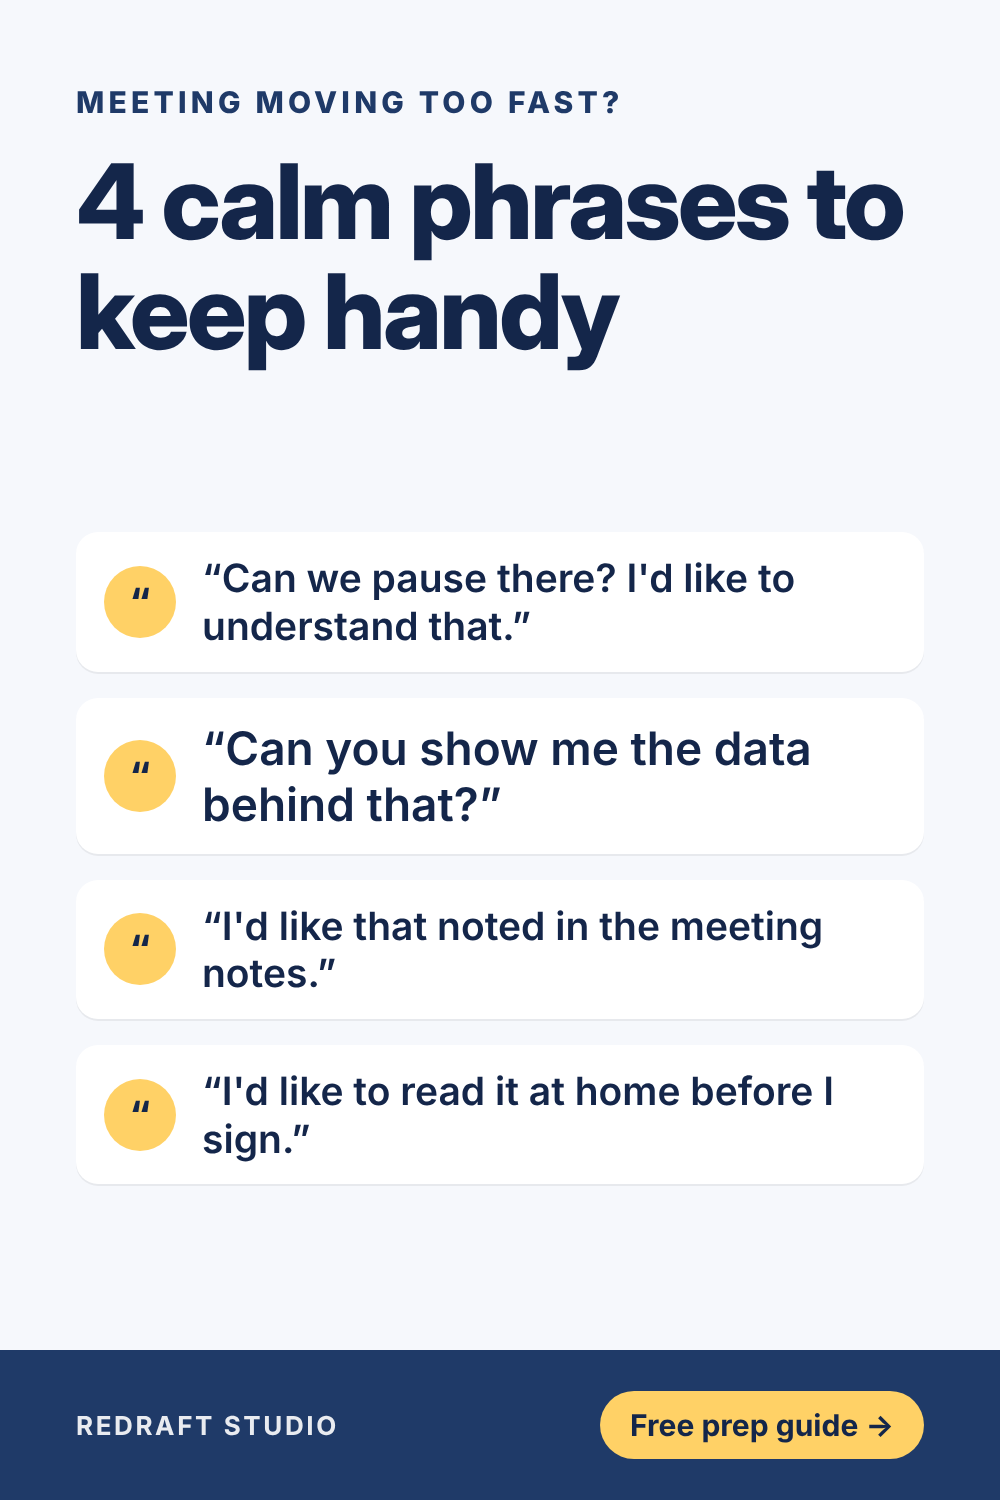 MEETING MOVING TOO FAST?
4 calm phrases to
keep handy
“
“Can we pause there? I'd like to
understand that.”
“
“Can you show me the data
behind that?”
“
“I'd like that noted in the meeting
notes.”
“
“I'd like to read it at home before I
sign.”
REDRAFT STUDIO
Free prep guide →